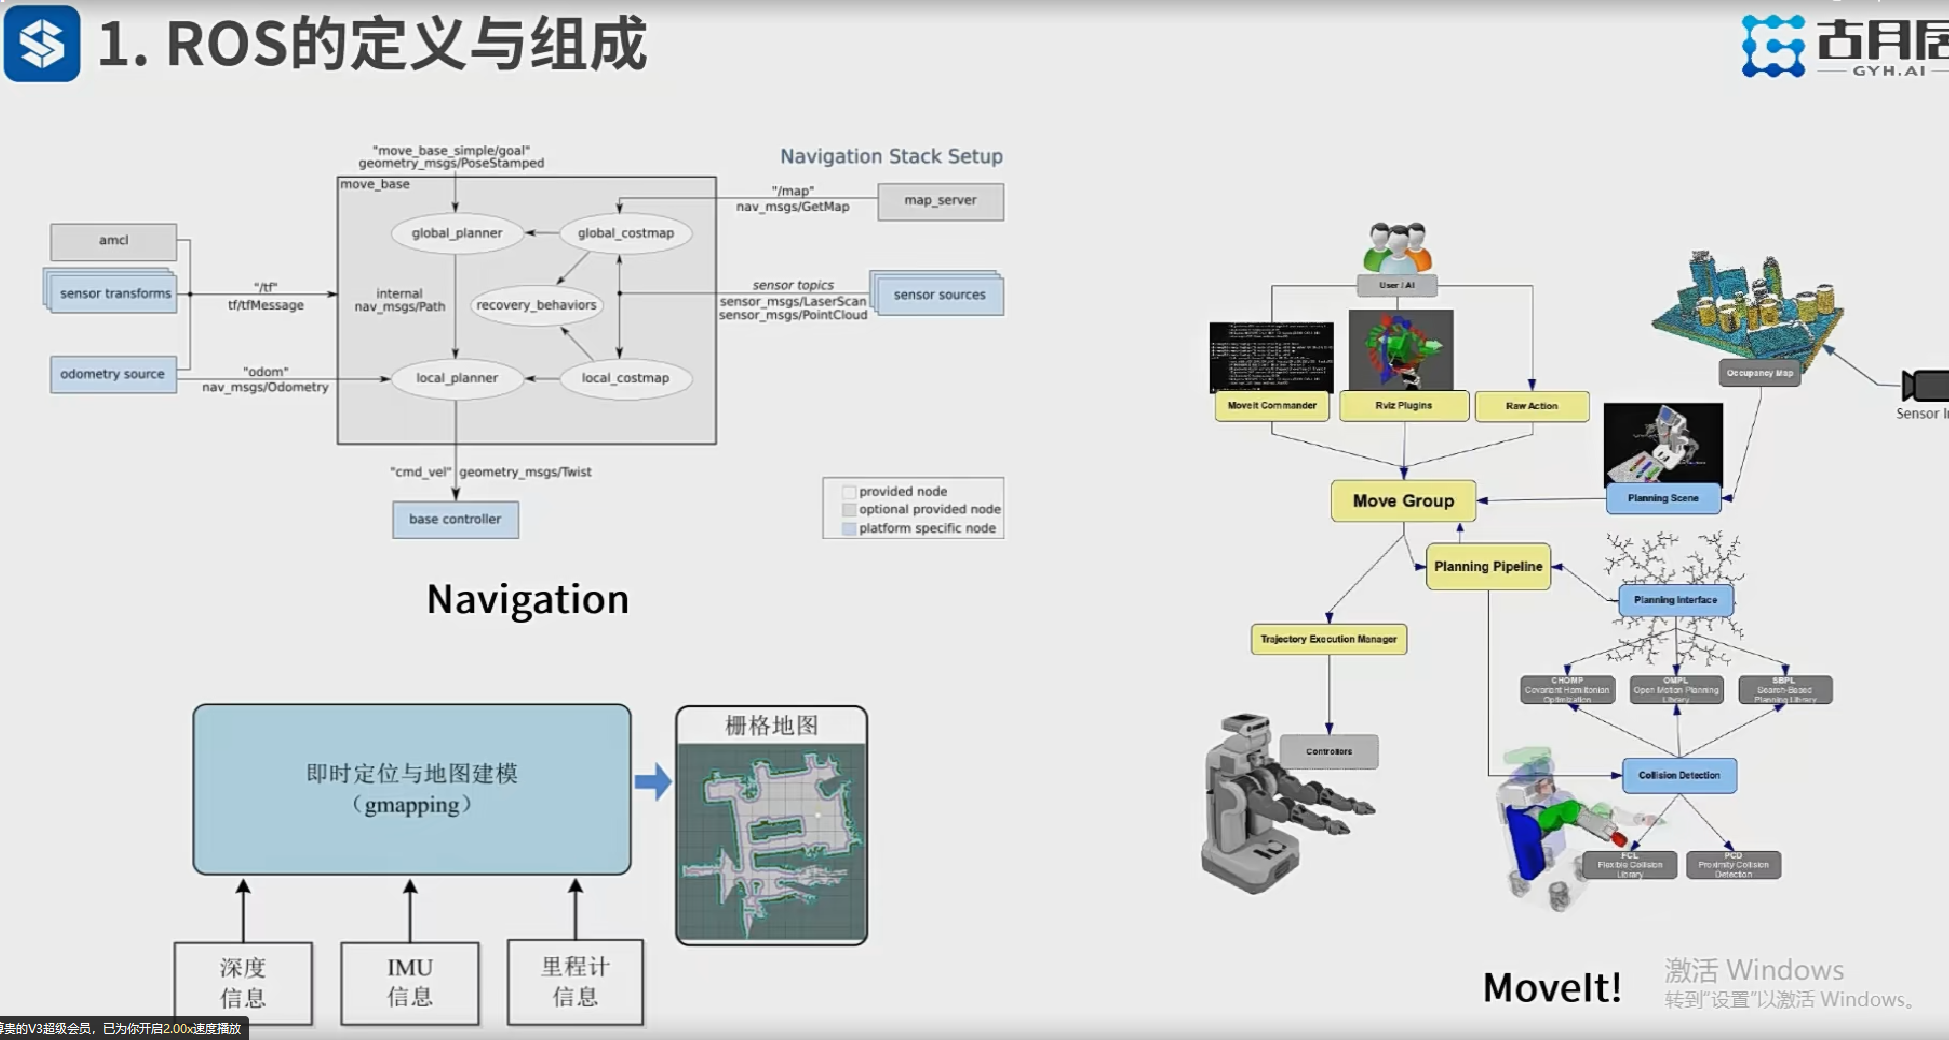 1. ROS的定义与组成
GYH.AI
Navigation Stack Setup
"move_base_simple/goal"
geometry_msgs/PoseStamped
move_base
"/map"
nav_msgs/GetMap
map_server
global_planner
global_costmap
amcl
sensor transforms
"/tf"
tf/tfMessage
internal
nav_msgs/Path
recovery_behaviors
sensor topics
sensor_msgs/LaserScan
sensor_msgs/PointCloud
sensor sources
odometry source
"odom"
nav_msgs/Odometry
local_planner
local_costmap
"cmd_vel"
geometry_msgs/Twist
base controller
provided node
optional provided node
platform specific node
Navigation
即时定位与地图建模
（gmapping）
栅格地图
深度
信息
IMU
信息
里程计
信息
User / AI
MoveIt Commander
Rviz Plugins
Raw Action
Occupancy Map
Sensor
Planning Scene
Move Group
Planning Pipeline
Planning Interface
Trajectory Execution Manager
CHOMP
Covariant Hamiltonian
Optimization
OMPL
Open Motion Planning
Library
SBPL
Search-Based
Planning Library
Controllers
Collision Detection
FCL
Flexible Collision
Library
PCD
Proximity Collision
Detection
MoveIt!
激活 Windows
转到“设置”以激活 Windows。
贵的V3超级会员，已为你开启2.00x速度播放